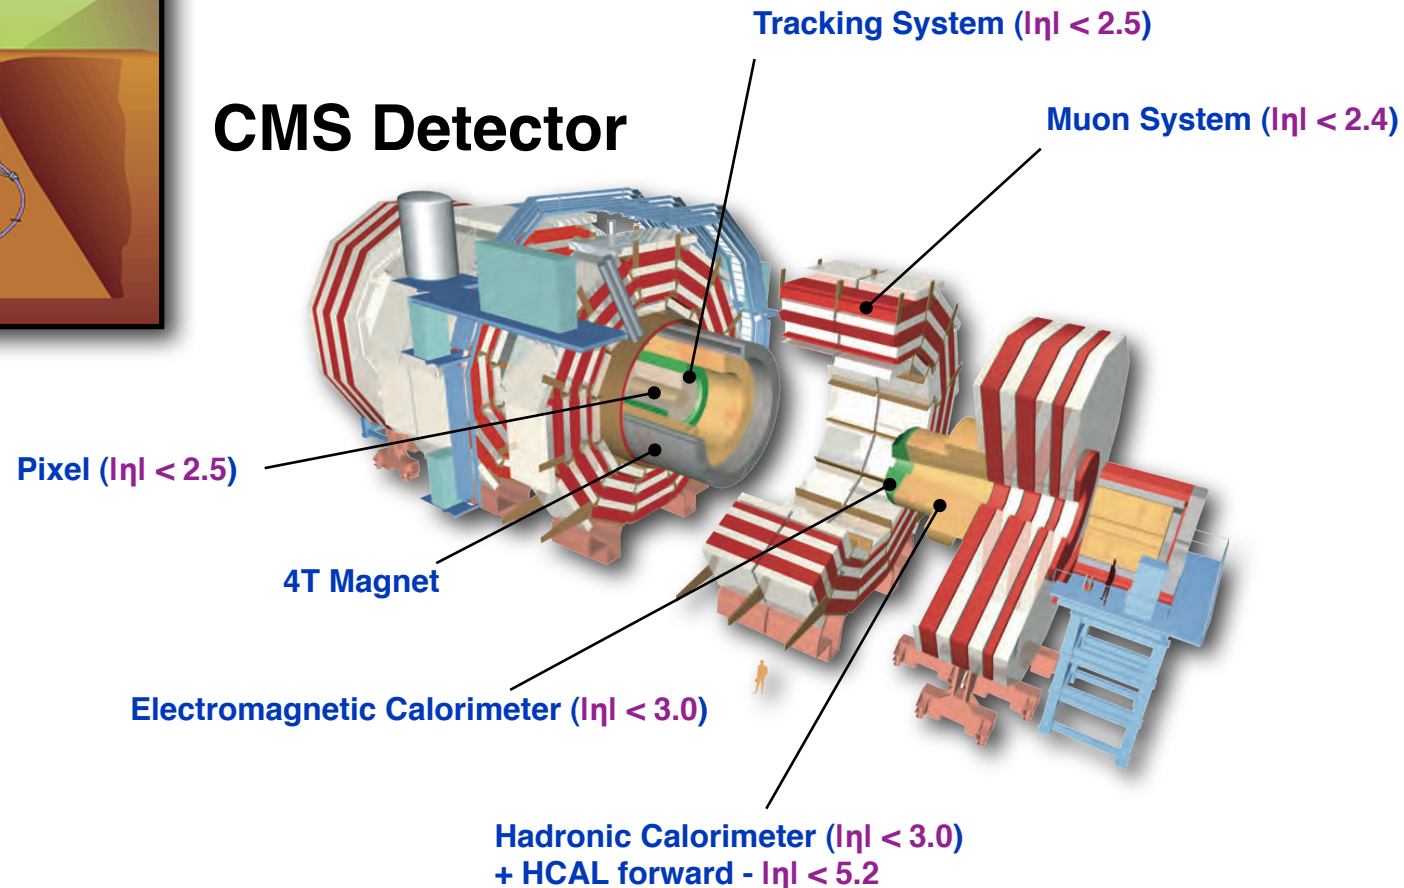 Tracking System (|η| < 2.5)
CMS Detector
Muon System (|η| < 2.4)
Pixel (|η| < 2.5)
4T Magnet
Electromagnetic Calorimeter (|η| < 3.0)
Hadronic Calorimeter (|η| < 3.0)
+ HCAL forward - |η| < 5.2